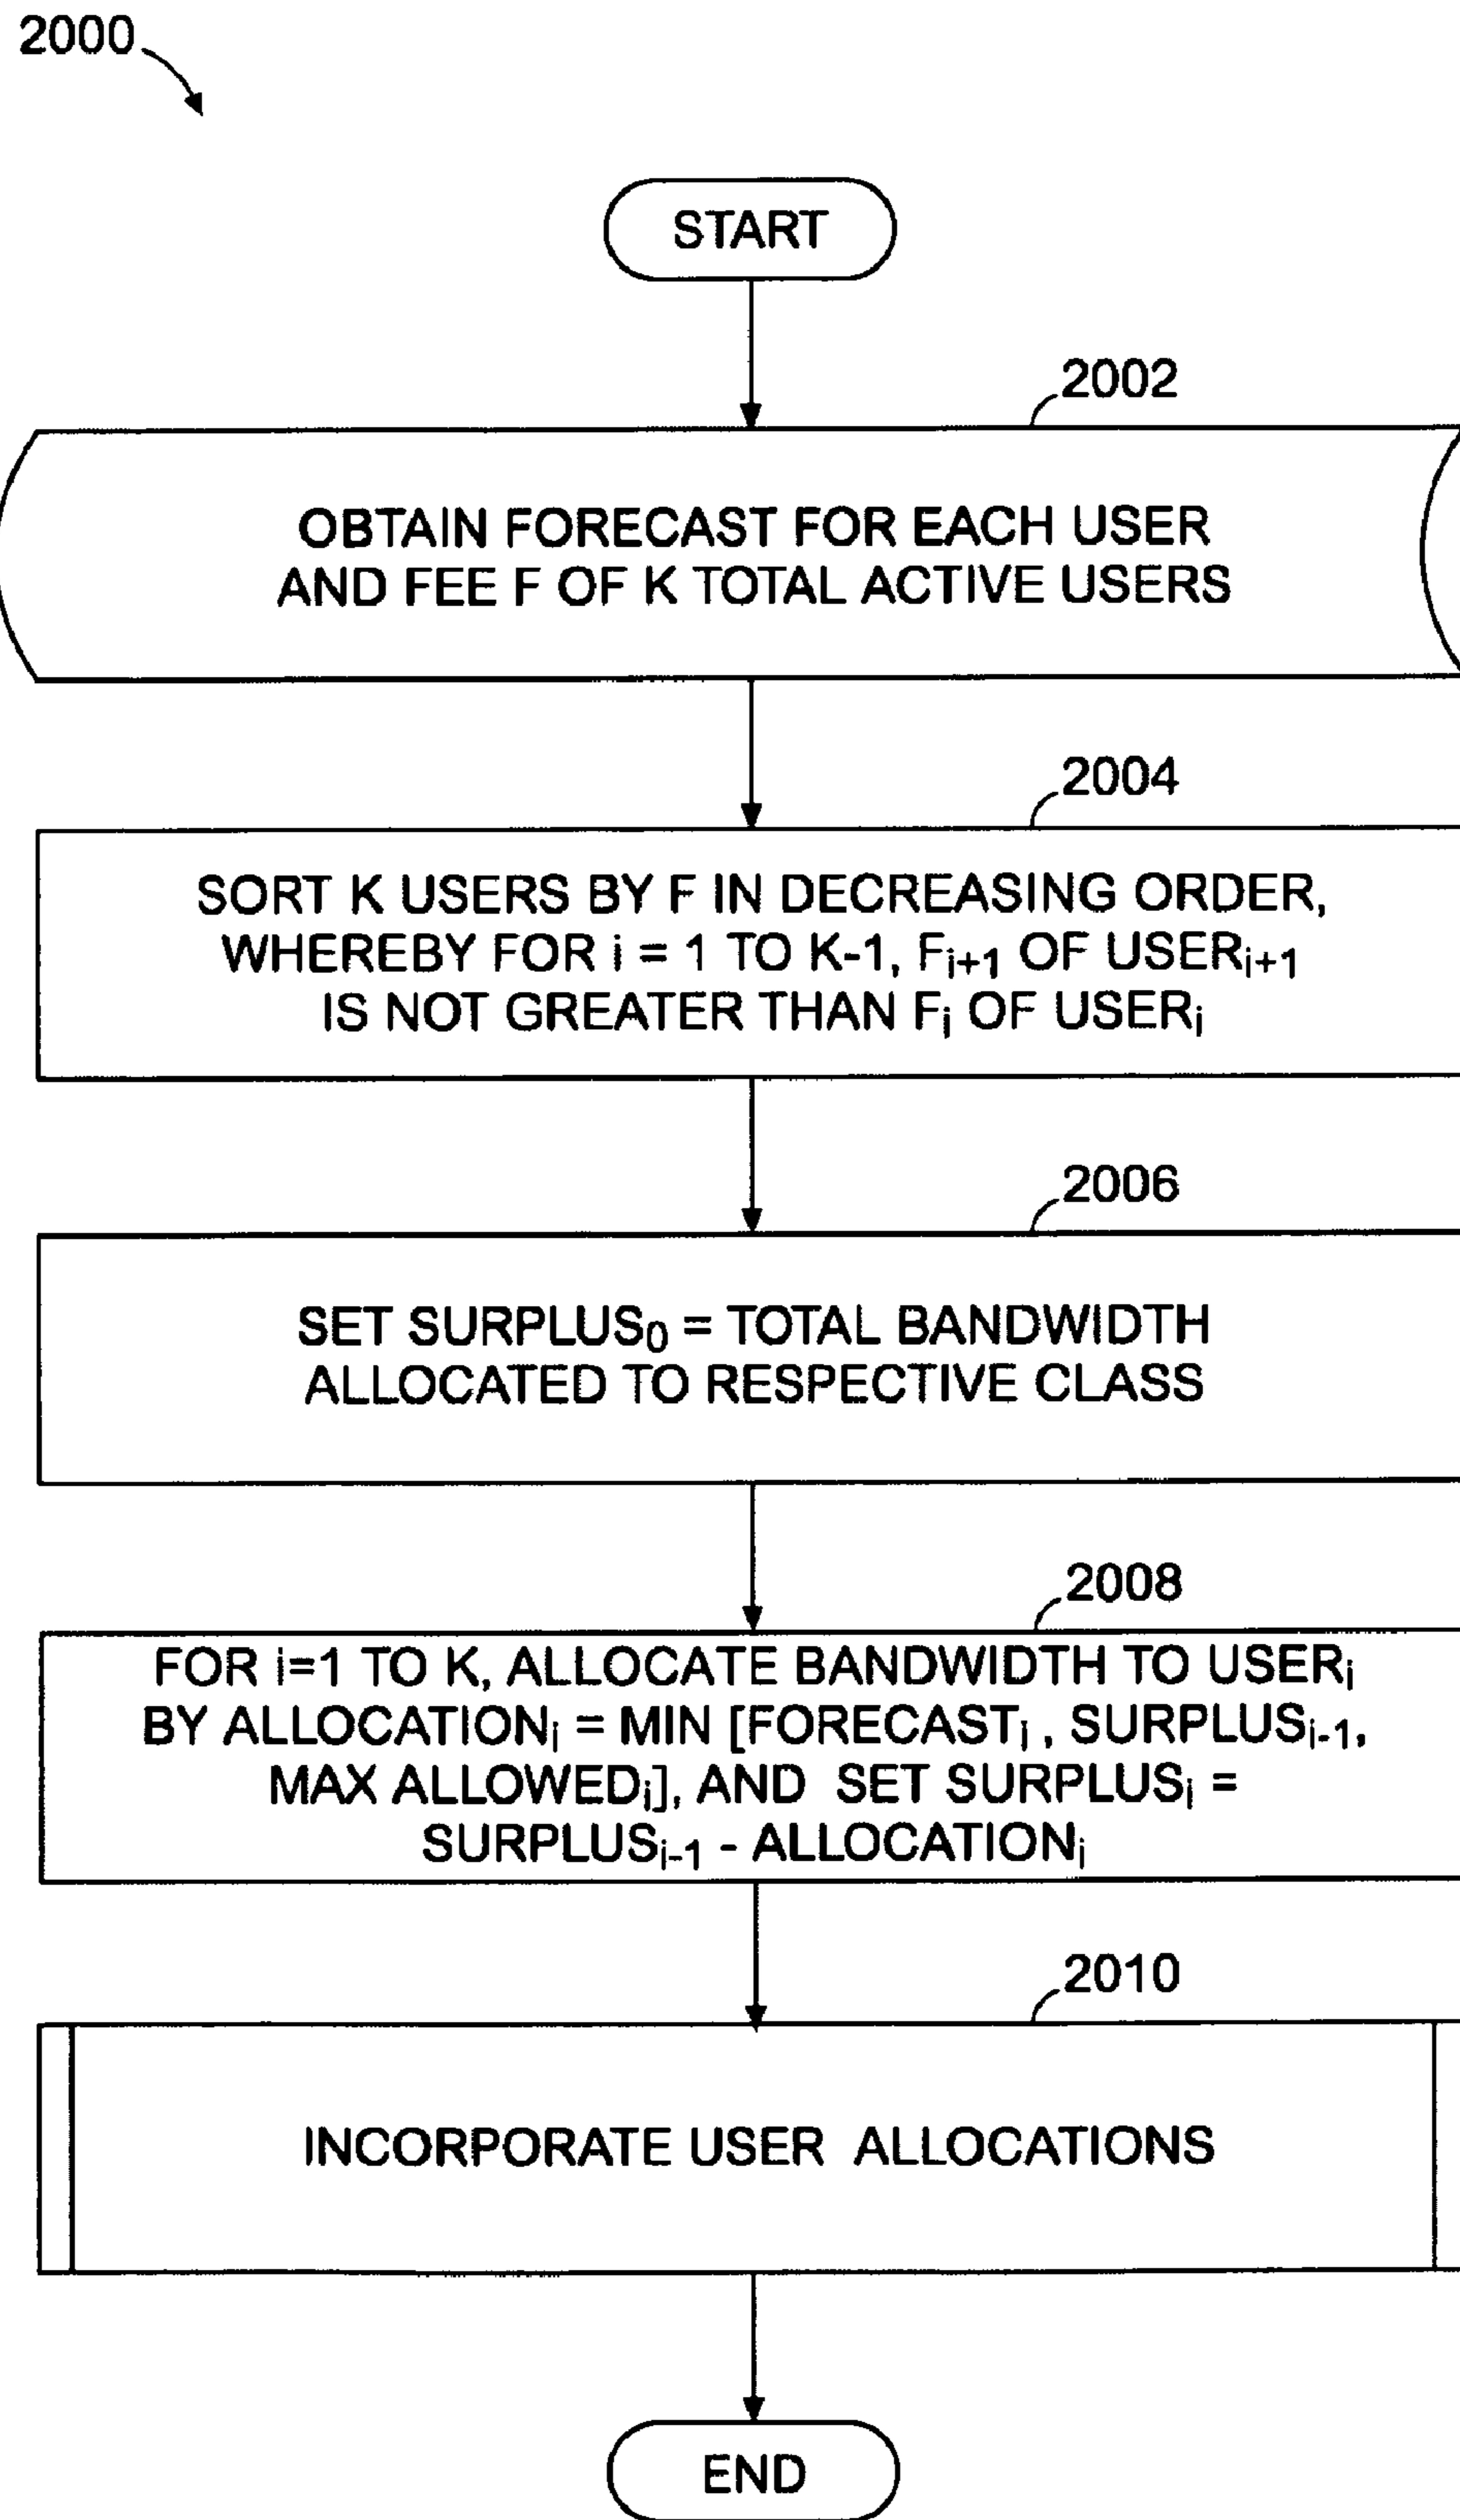 2000
START
2002
OBTAIN FORECAST FOR EACH USER
AND FEE F OF K TOTAL ACTIVE USERS
2004
SORT K USERS BY F IN DECREASING ORDER,
WHEREBY FOR i = 1 TO K-1, Fi+1 OF USERi+1
IS NOT GREATER THAN Fi OF USERi
2006
SET SURPLUS0 = TOTAL BANDWIDTH
ALLOCATED TO RESPECTIVE CLASS
2008
FOR i=1 TO K, ALLOCATE BANDWIDTH TO USERi
BY ALLOCATIONi = MIN [FORECASTi , SURPLUSi-1,
MAX ALLOWEDi], AND SET SURPLUSi =
SURPLUSi-1 - ALLOCATIONi
2010
INCORPORATE USER ALLOCATIONS
END